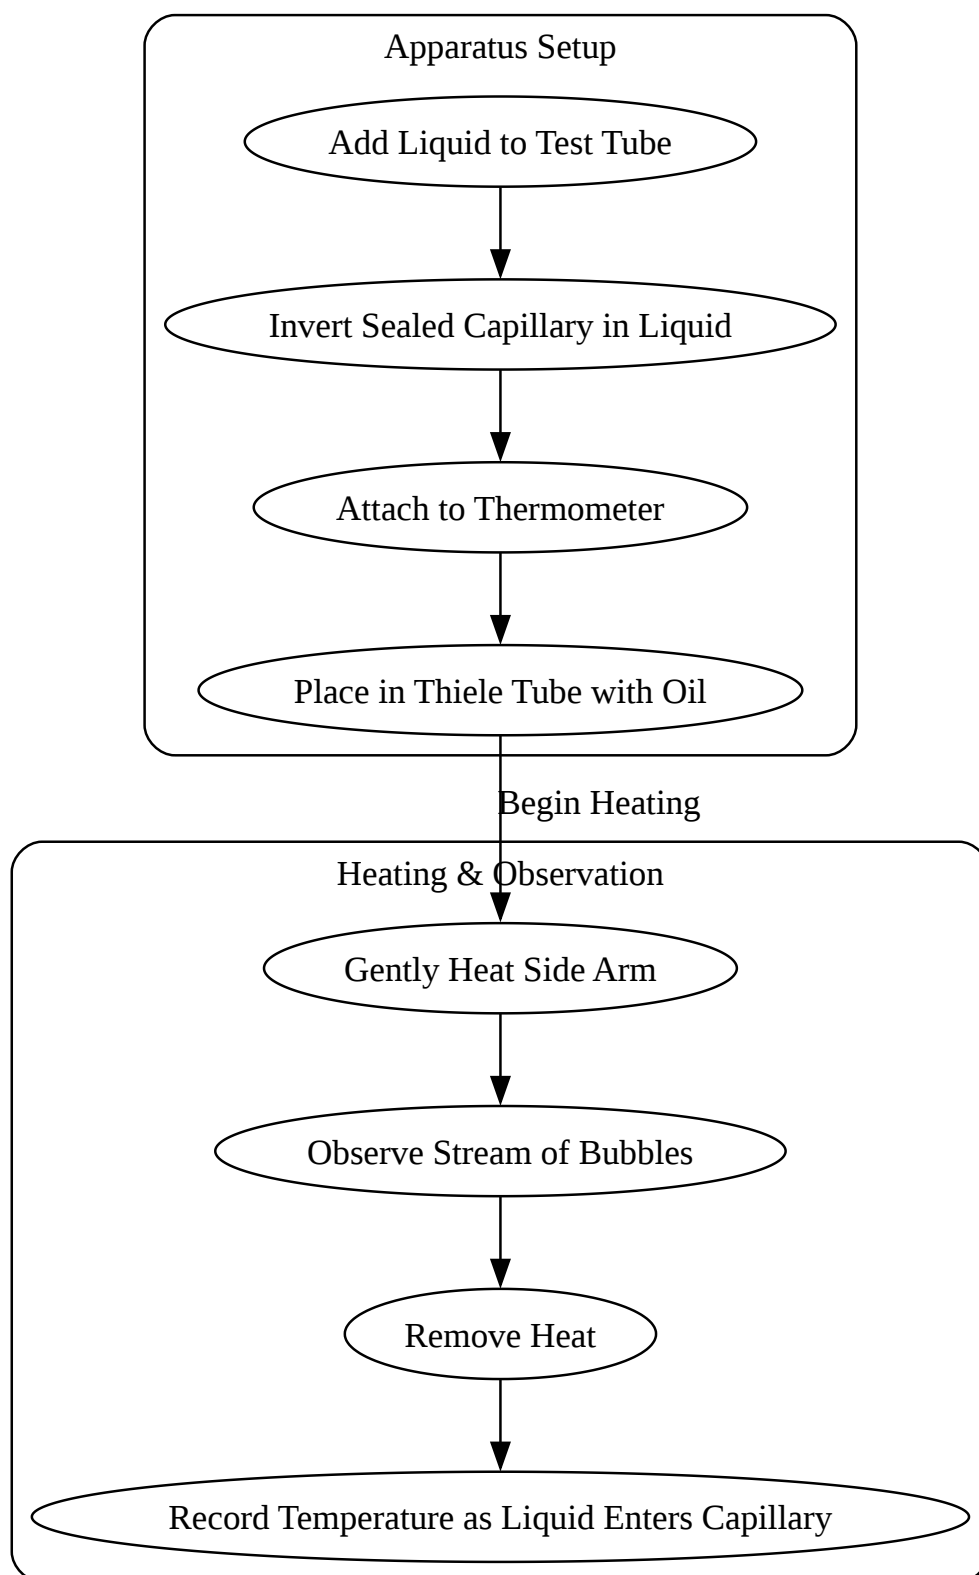 Apparatus Setup
Add Liquid to Test Tube
Invert Sealed Capillary in Liquid
Attach to Thermometer
Place in Thiele Tube with Oil
Begin Heating
Heating & Observation
Gently Heat Side Arm
Observe Stream of Bubbles
Remove Heat
Record Temperature as Liquid Enters Capillary